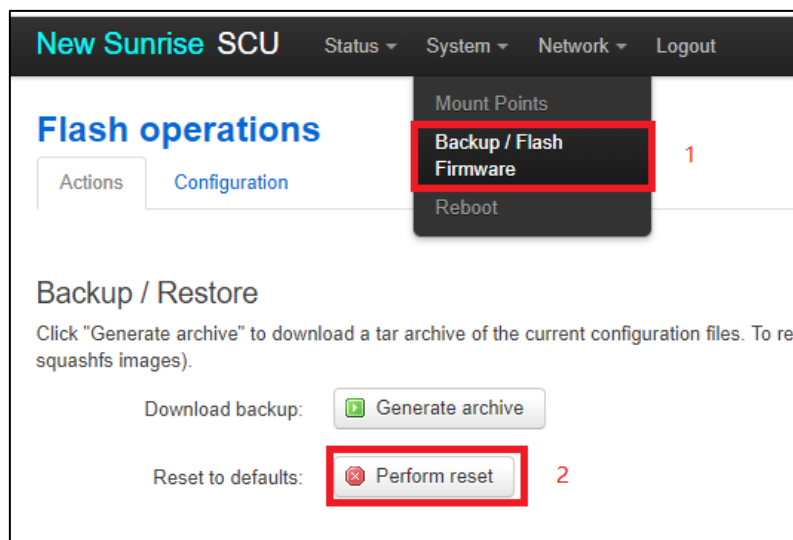 New Sunrise SCU Status System Network Logout
Mount Points
Backup / Flash
Firmware
1
Reboot
Flash operations
Actions Configuration
Backup / Restore
Click "Generate archive" to download a tar archive of the current configuration files. To re
squashfs images).
Download backup: Generate archive
Reset to defaults: Perform reset 2